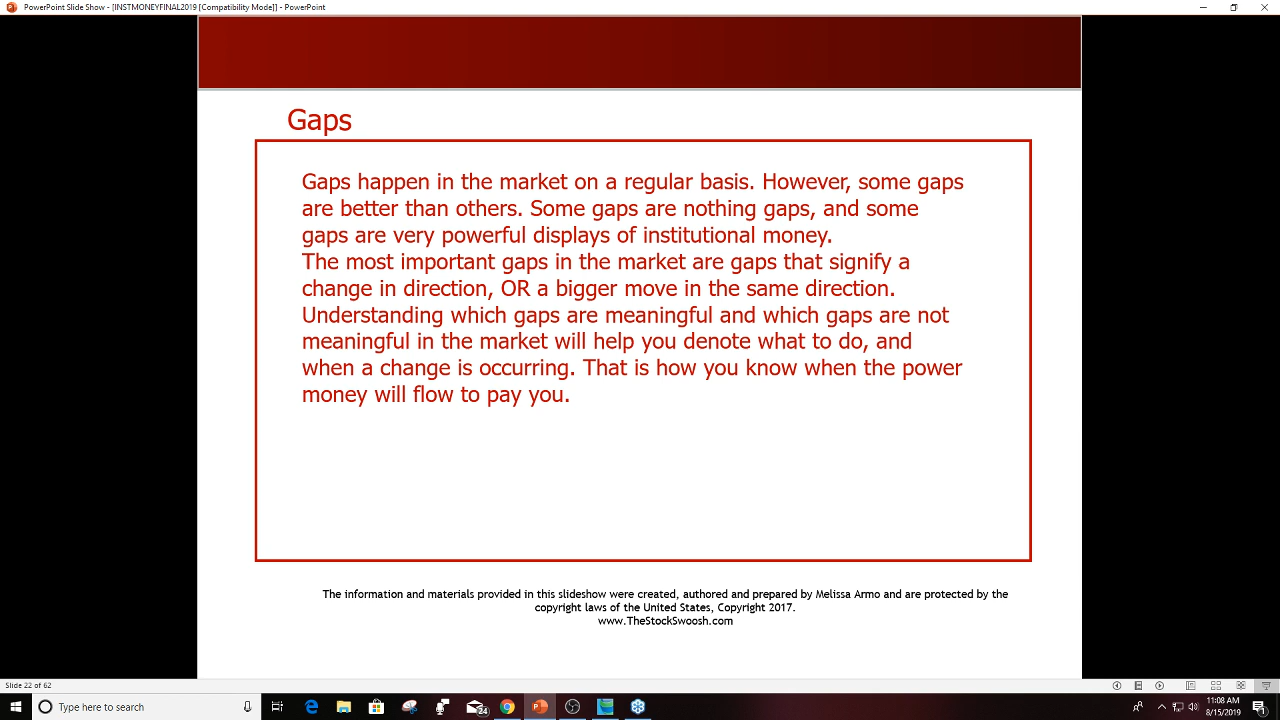 PowerPoint Slide Show - [INSTMONEYFINAL2019 [Compatibility Mode]] - PowerPoint
Gaps
Gaps happen in the market on a regular basis. However, some gaps
are better than others. Some gaps are nothing gaps, and some
gaps are very powerful displays of institutional money.
The most important gaps in the market are gaps that signify a
change in direction, OR a bigger move in the same direction.
Understanding which gaps are meaningful and which gaps are not
meaningful in the market will help you denote what to do, and
when a change is occurring. That is how you know when the power
money will flow to pay you.
The information and materials provided in this slideshow were created, authored and prepared by Melissa Armo and are protected by the
copyright laws of the United States, Copyright 2017.
www.TheStockSwoosh.com
Slide 22 of 62
Type here to search
24
11:08 AM
8/15/2019
1